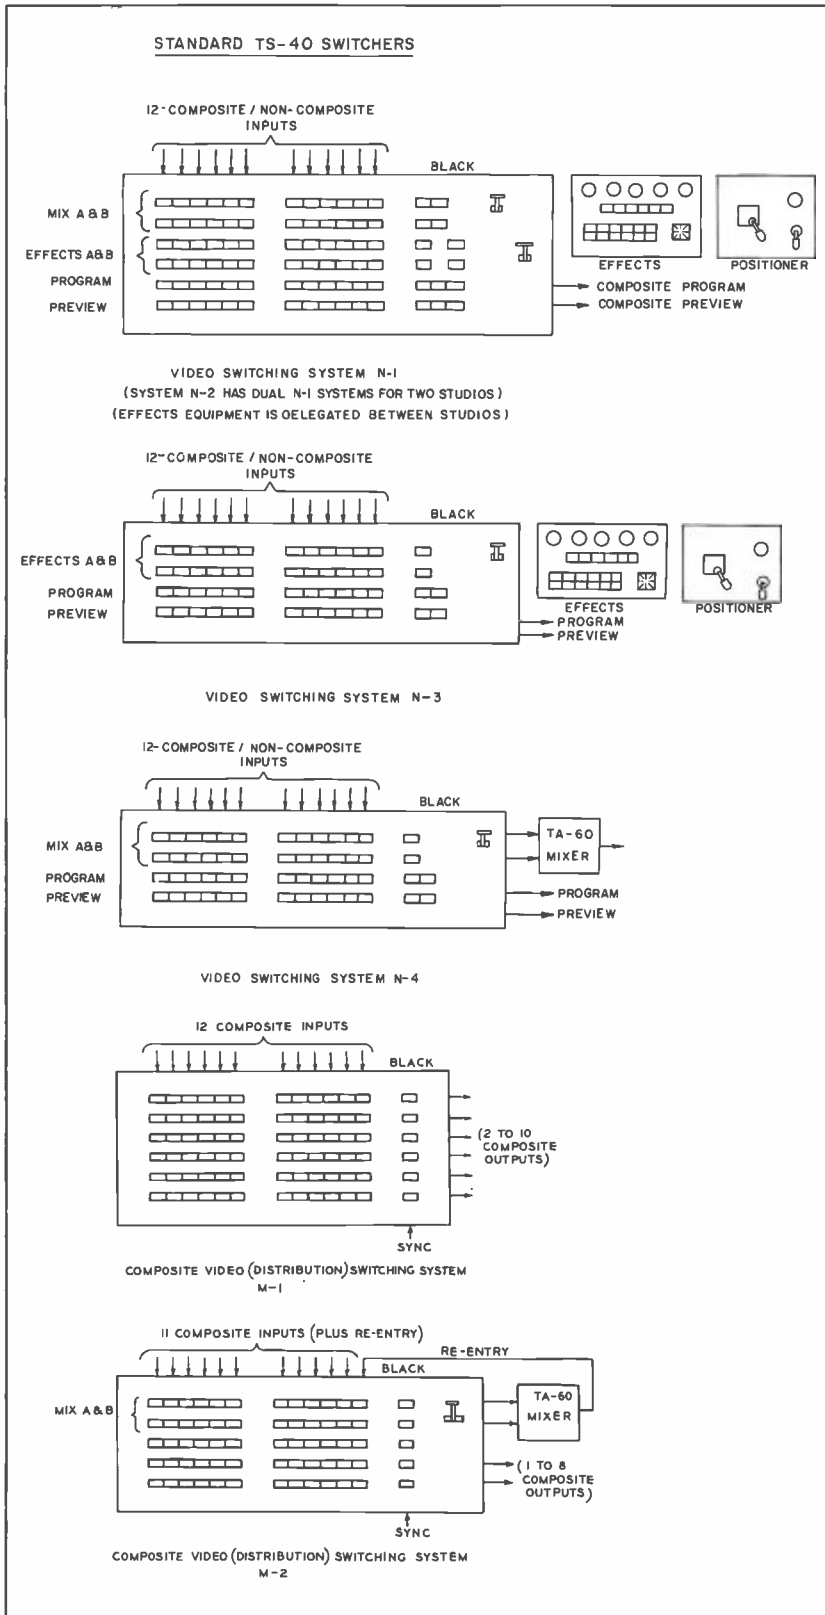 STANDARD TS-40 SWITCHERS
12-COMPOSITE / NON-COMPOSITE
INPUTS
BLACK
MIX A&B
EFFECTS A&B
PROGRAM
PREVIEW
EFFECTS
POSITIONER
COMPOSITE PROGRAM
COMPOSITE PREVIEW
VIDEO SWITCHING SYSTEM N-1
(SYSTEM N-2 HAS DUAL N-1 SYSTEMS FOR TWO STUDIOS)
(EFFECTS EQUIPMENT IS DELEGATED BETWEEN STUDIOS)
12-COMPOSITE / NON-COMPOSITE
INPUTS
BLACK
EFFECTS A&B
PROGRAM
PREVIEW
EFFECTS
POSITIONER
PROGRAM
PREVIEW
VIDEO SWITCHING SYSTEM N-3
12-COMPOSITE / NON-COMPOSITE
INPUTS
BLACK
MIX A&B
PROGRAM
PREVIEW
TA-60
MIXER
PROGRAM
PREVIEW
VIDEO SWITCHING SYSTEM N-4
12 COMPOSITE INPUTS
BLACK
(2 TO 10
COMPOSITE
OUTPUTS)
SYNC
COMPOSITE VIDEO (DISTRIBUTION) SWITCHING SYSTEM
M-1
11 COMPOSITE INPUTS (PLUS RE-ENTRY)
RE-ENTRY
BLACK
MIX A&B
TA-60
MIXER
(1 TO 8
COMPOSITE
OUTPUTS)
SYNC
COMPOSITE VIDEO (DISTRIBUTION) SWITCHING SYSTEM
M-2